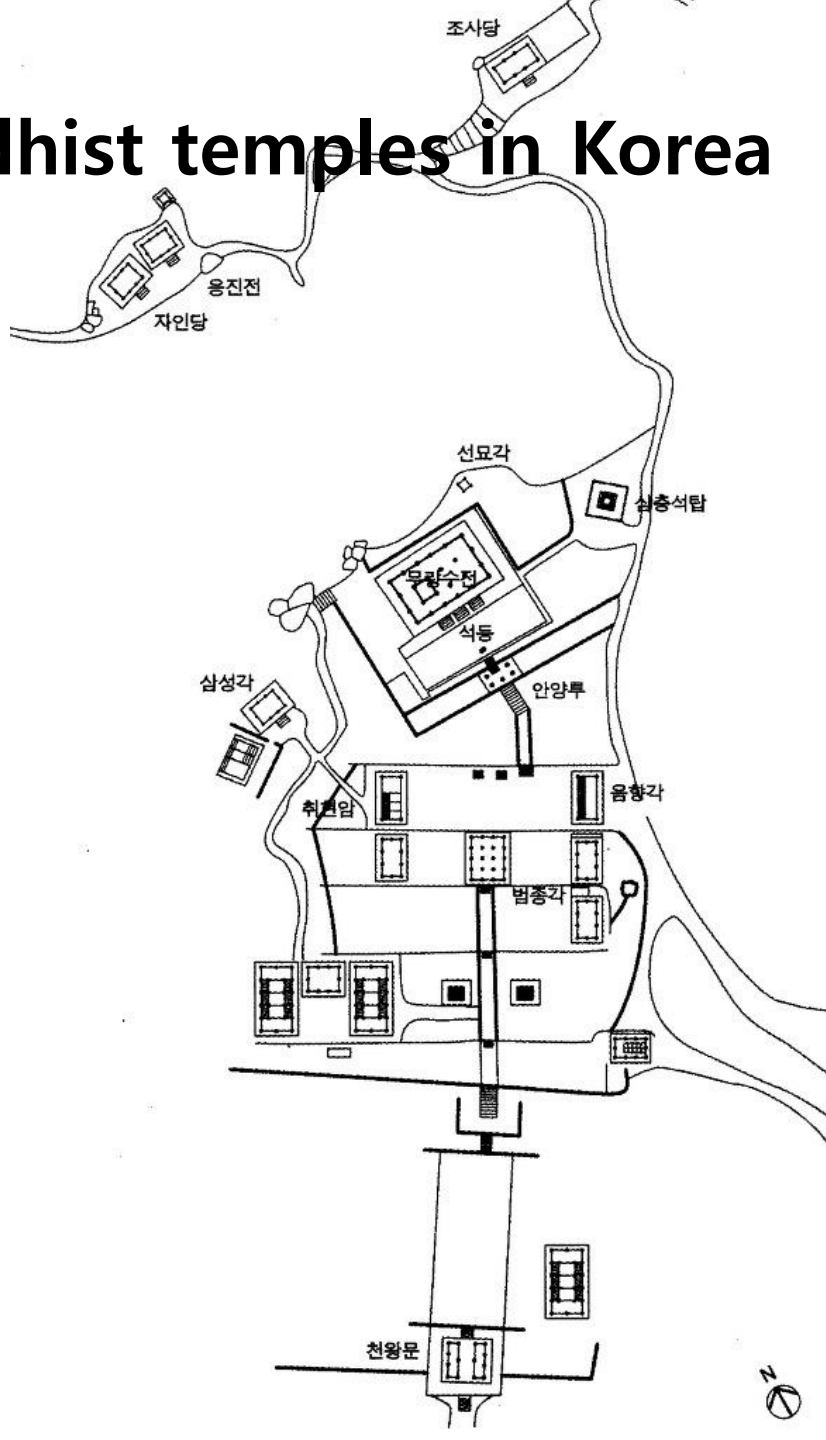 조사당
dhist temples in Korea
응진전
자인당
선묘각
삼층석탑
무량수전
석등
삼성각
안양루
취현암
음향각
범종각
천왕문
N